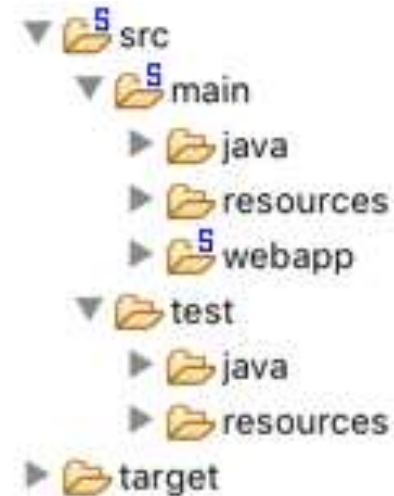 src
main
java
resources
webapp
test
java
resources
target